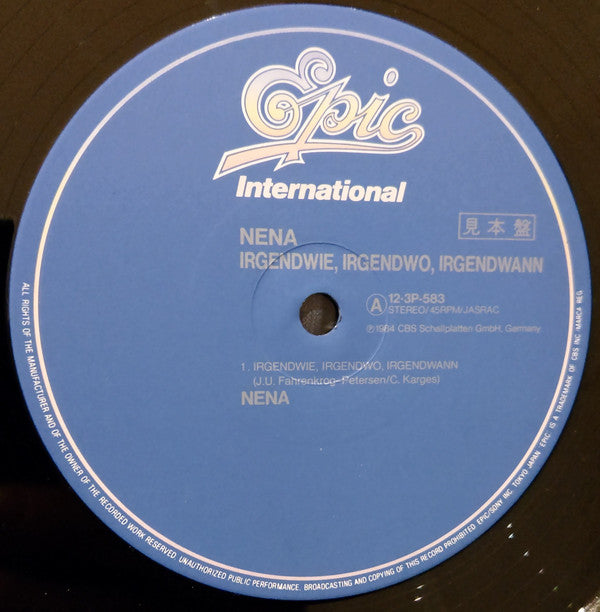 Epic
International
NENA
見本盤
IRGENDWIE, IRGENDWO, IRGENDWANN
A 12·3P-583
STEREO/45RPM/JASRAC
℗1984 CBS Schallplatten GmbH, Germany.
1. IRGENDWIE, IRGENDWO, IRGENDWANN
(J.U. Fahrenkrog-Petersen/C. Karges)
NENA
ALL RIGHTS OF THE MANUFACTURER AND OF THE OWNER OF THE RECORDED WORK RESERVED. UNAUTHORIZED PUBLIC PERFORMANCE. BROADCASTING AND COPYING OF THIS RECORD PROHIBITED EPIC/SONY INC. TOKYO JAPAN "EPIC" IS A TRADEMARK OF CBS INC. (MARCA REG.